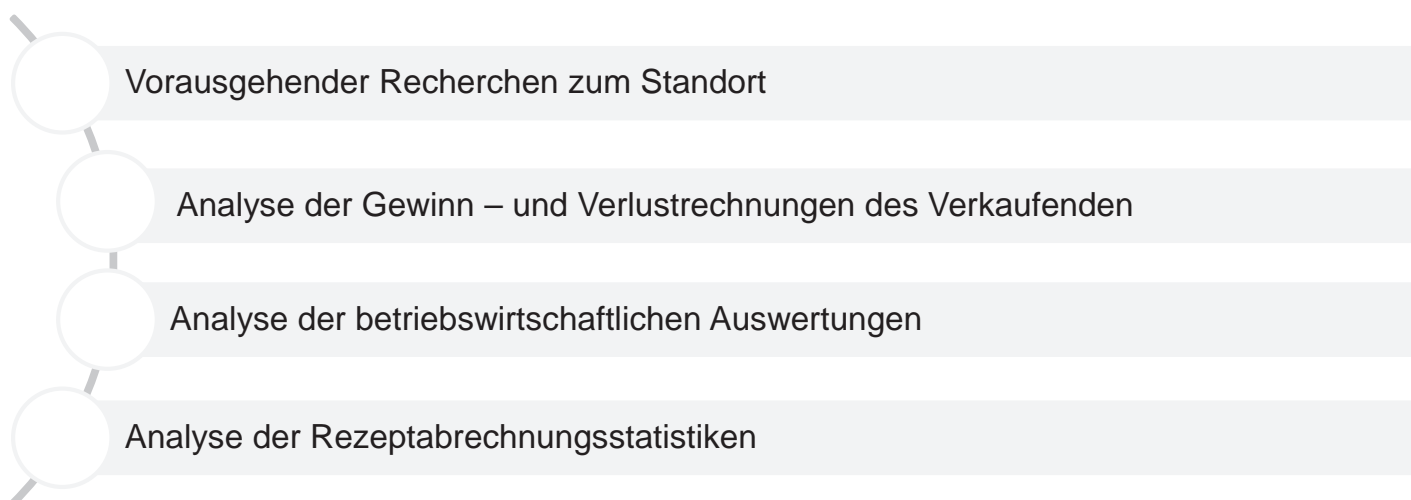 Vorausgehender Recherchen zum Standort
Analyse der Gewinn – und Verlustrechnungen des Verkaufenden
Analyse der betriebswirtschaftlichen Auswertungen
Analyse der Rezeptabrechnungsstatistiken